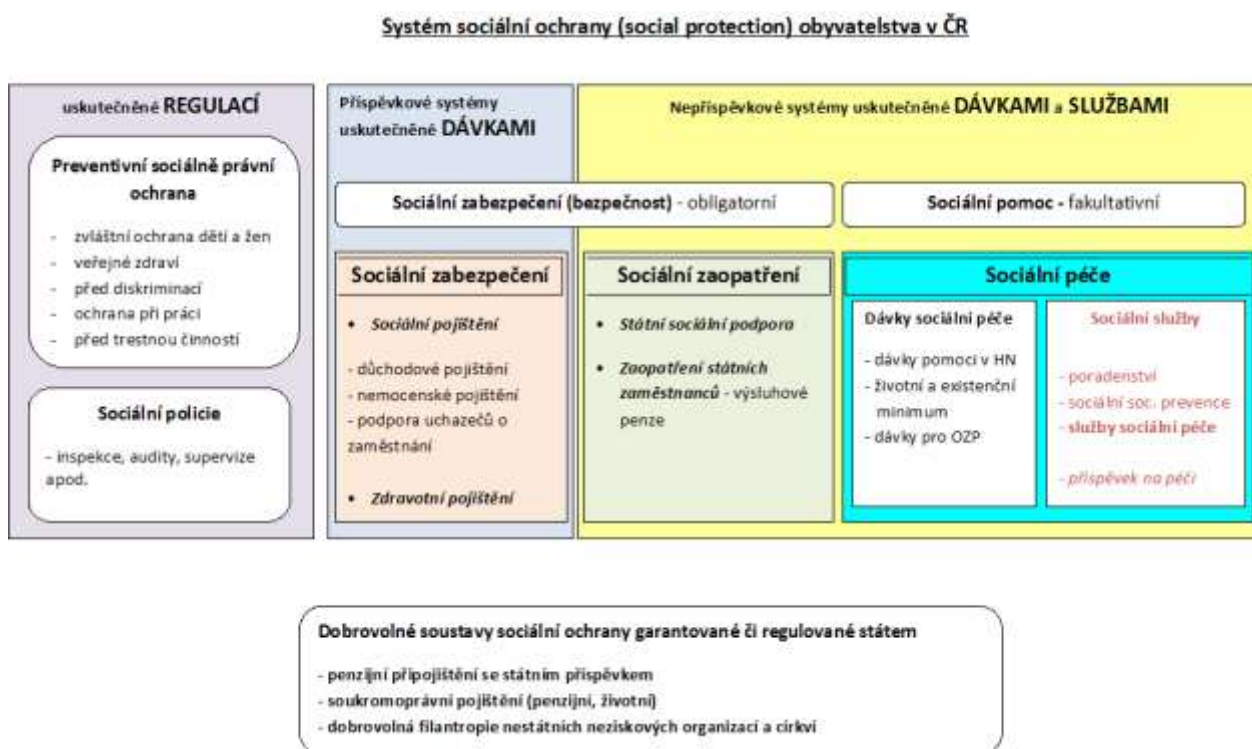 Systém sociální ochrany (social protection) obyvatelstva v ČR
uskutečněné REGULACÍ
Preventivní sociálně právní
ochrana
- zvláštní ochrana dětí a žen
- veřejné zdraví
- před diskriminací
- ochrana při práci
- před trestnou činností
Sociální policie
- inspekce, audity, supervize
apod.
Příspěvkové systémy
uskutečněné DÁVKAMI
Nepříspěvkové systémy uskutečněné DÁVKAMI a SLUŽBAMI
Sociální zabezpečení (bezpečnost) - obligatorní
Sociální pomoc - fakultativní
Sociální zabezpečení
• Sociální pojištění
- důchodové pojištění
- nemocenské pojištění
- podpora uchazečů o
zaměstnání
• Zdravotní pojištění
Sociální zaopatření
• Státní sociální podpora
• Zaopatření státních
zaměstnanců - výsluhové
penze
Sociální péče
Dávky sociální péče
- dávky pomoci v HN
- životní a existenční
minimum
- dávky pro OZP
Sociální služby
- poradenství
- sociální soc. prevence
- služby sociální péče
- příspěvek na péči
Dobrovolné soustavy sociální ochrany garantované či regulované státem
- penzijní připojištění se státním příspěvkem
- soukromoprávní pojištění (penzijní, životní)
- dobrovolná filantropie nestátních neziskových organizací a církví